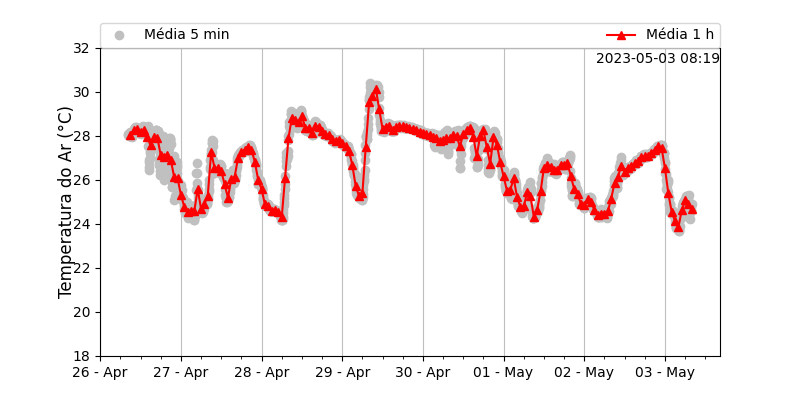 Média 5 min
Média 1 h
2023-05-03 08:19
Temperatura do Ar (°C)
32
30
28
26
24
22
20
18
26 - Apr
27 - Apr
28 - Apr
29 - Apr
30 - Apr
01 - May
02 - May
03 - May